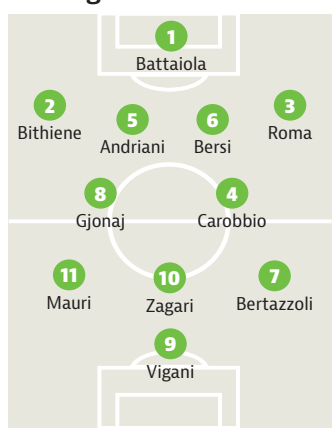 1
Battaiola
2
Bithiene
5
Andriani
6
Bersi
3
Roma
8
Gjonaj
4
Carobbio
11
Mauri
10
Zagari
7
Bertazzoli
9
Vigani